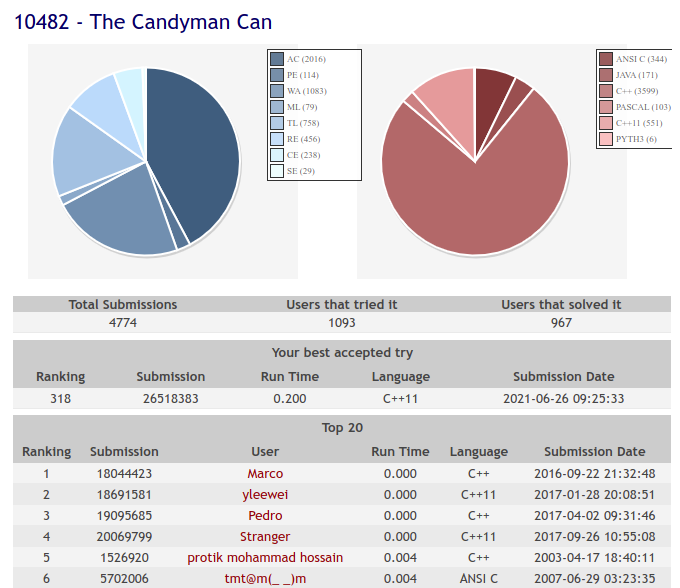 10482 - The Candyman Can
AC (2016)
PE (114)
WA (1083)
ML (79)
TL (758)
RE (456)
CE (238)
SE (29)
ANSI C (344)
JAVA (171)
C++ (3599)
PASCAL (103)
C++11 (551)
PYTH3 (6)
Total Submissions Users that tried it Users that solved it
4774 1093 967
Your best accepted try
Ranking Submission Run Time Language Submission Date
318 26518383 0.200 C++11 2021-06-26 09:25:33
Top 20
Ranking Submission User Run Time Language Submission Date
1 18044423 Marco 0.000 C++ 2016-09-22 21:32:48
2 18691581 yleewei 0.000 C++11 2017-01-28 20:08:51
3 19095685 Pedro 0.000 C++ 2017-04-02 09:31:46
4 20069799 Stranger 0.000 C++11 2017-09-26 10:55:08
5 1526920 protik mohammad hossain 0.004 C++ 2003-04-17 18:40:11
6 5702006 tmt@m(_ _)m 0.004 ANSI C 2007-06-29 03:23:35